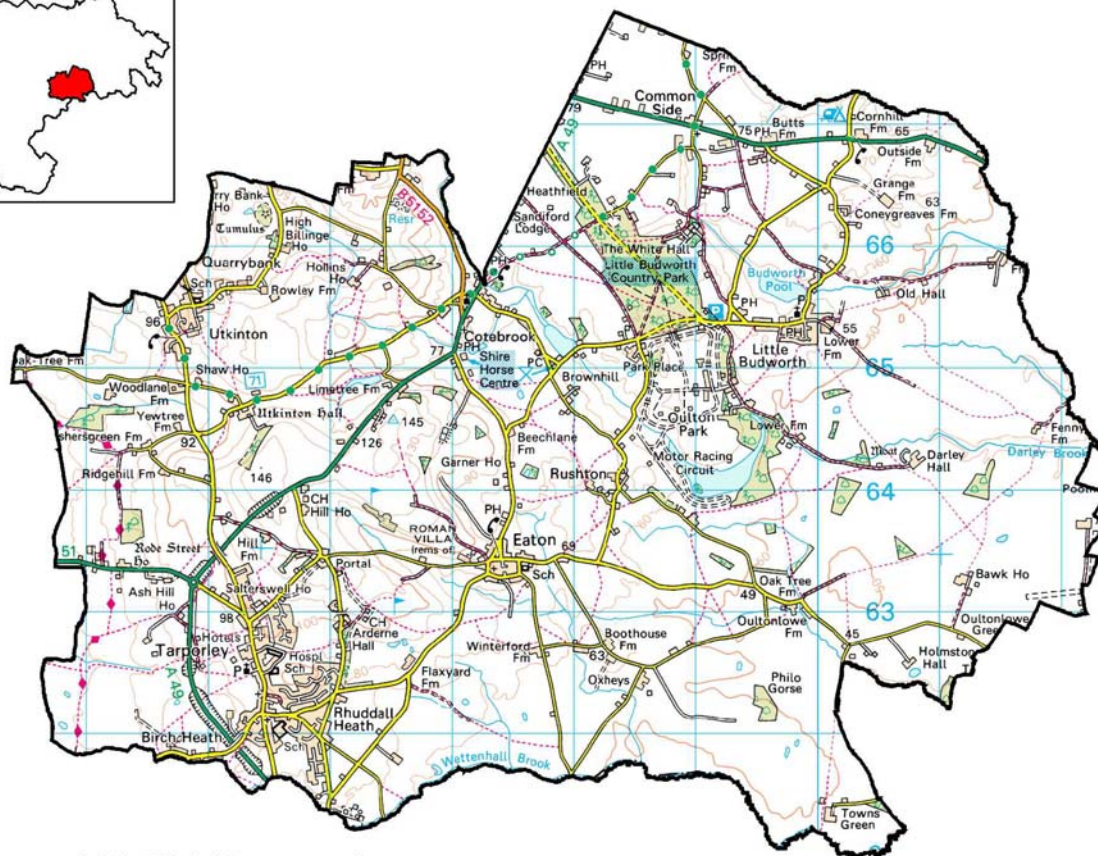 PH
Fm
Common
Side
79
A 49
75 PH
Butts
Fm
Cornhill
Fm
65
Outside
Fm
Grange
Fm
63
Coneygreaves Fm
Heathfield
Sandiford
Lodge
The White Hall
Little Budworth
Country Park
66
Budworth
Pool
Old Hall
B5152
Resr
Ho
Tumulus
High
Billinge
Ho
Quarrybank
Hollins
Ho
Sch
Rowley Fm
96
Utkinton
PH
PH
P
PH
55
Lower
Fm
Little
Budworth
65
Cotebrook
PH
77
Shire
Horse
Centre
PC
Brownhill
Park Place
Oak-Tree Fm
Shaw Ho
71
Limetree Fm
Woodlane
Fm
Utkinton Hall
Yewtree
Fm
92
145
126
Oulton
Park
Lower Fm
Fenny
Fm
Darley Brook
Moat
Darley
Hall
Motor Racing
Circuit
Beechlane
Fm
Garner Ho
Rushton
Ridgehill Fm
146
64
CH
Hill Ho
PH
ROMAN
VILLA
(rems of)
Eaton
69
Sch
51
Rode Street
Ho
Hill
Fm
Portal
Ash Hill
Ho
Salterswell Ho
98
Oak Tree
Fm
49
63
Bawk Ho
Oultonlowe
Fm
Oultonlowe
Green
45
Holmston
Hall
Hotels
Tarporley
P
Hospl
Sch
CH
Arderne
Hall
Winterford
Fm
63
Boothouse
Fm
Oxheys
Flaxyard
Fm
80
Philo
Gorse
A 49
Rhuddall
Heath
Birch Heath
Sch
Wettenhall Brook
Towns
Green